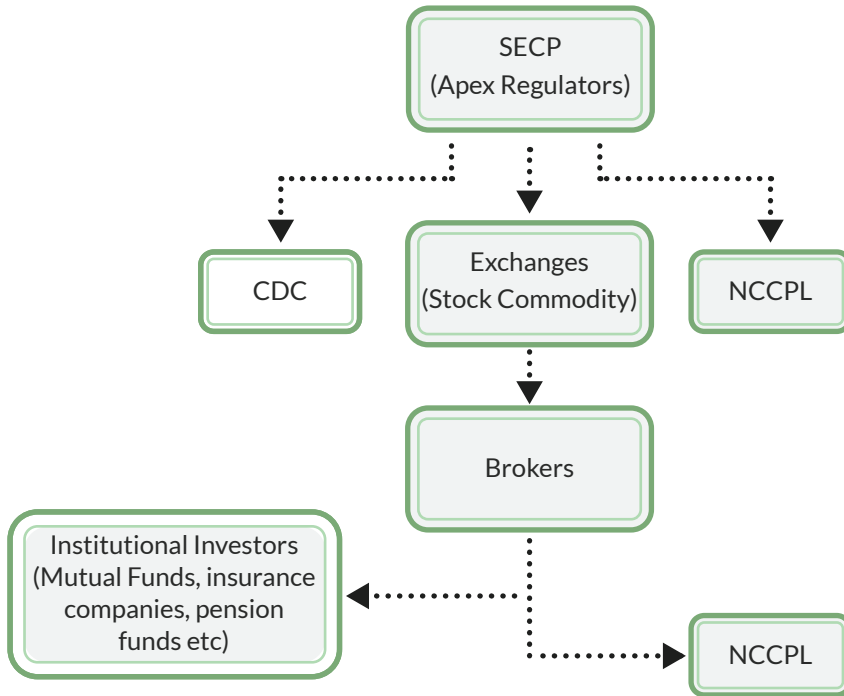 SECP
(Apex Regulators)
CDC
Exchanges
(Stock Commodity)
NCCPL
Brokers
Institutional Investors
(Mutual Funds, insurance
companies, pension
funds etc)
NCCPL